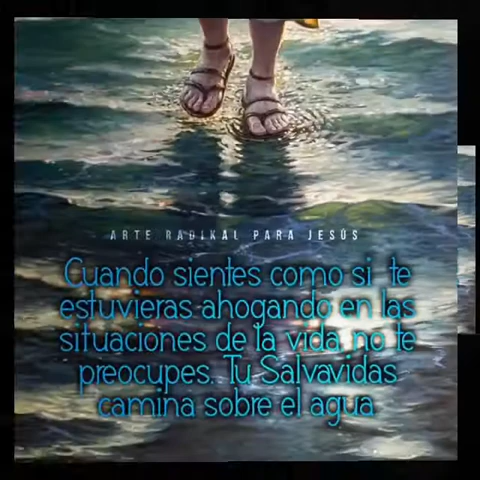 ARTE RADIKAL PARA JESÚS
Cuando sientes como si te
estuvieras ahogando en las
situaciones de la vida no te
preocupes. Tu Salvavidas
camina sobre el agua